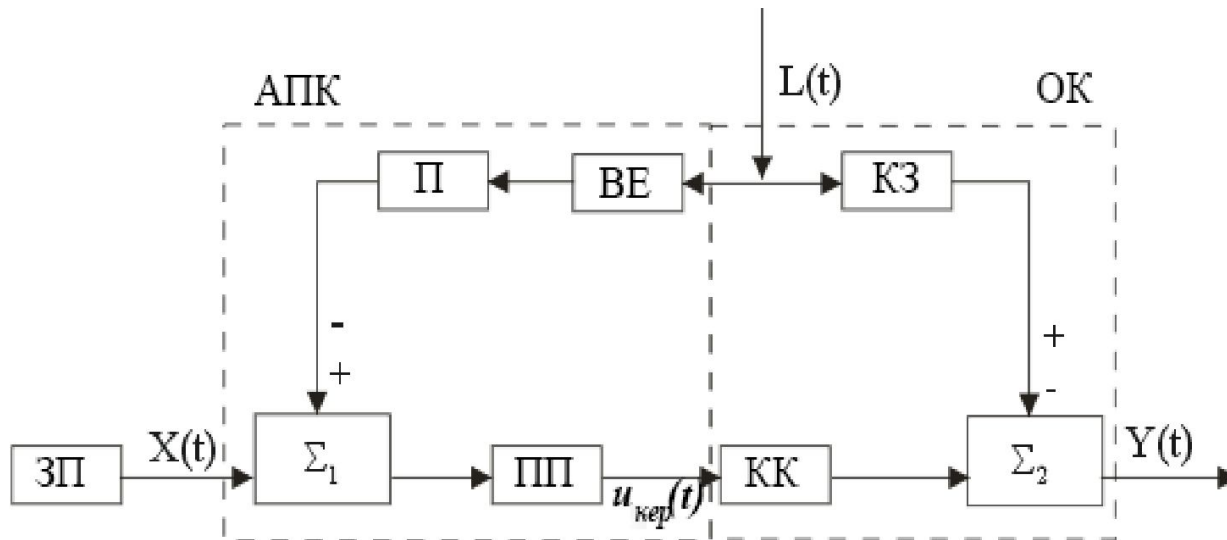 L(t)
АПК
ОК
П
ВЕ
КЗ
-
+
+
-
ЗП
X(t)
Σ₁
ПП
uкер(t)
КК
Σ₂
Y(t)